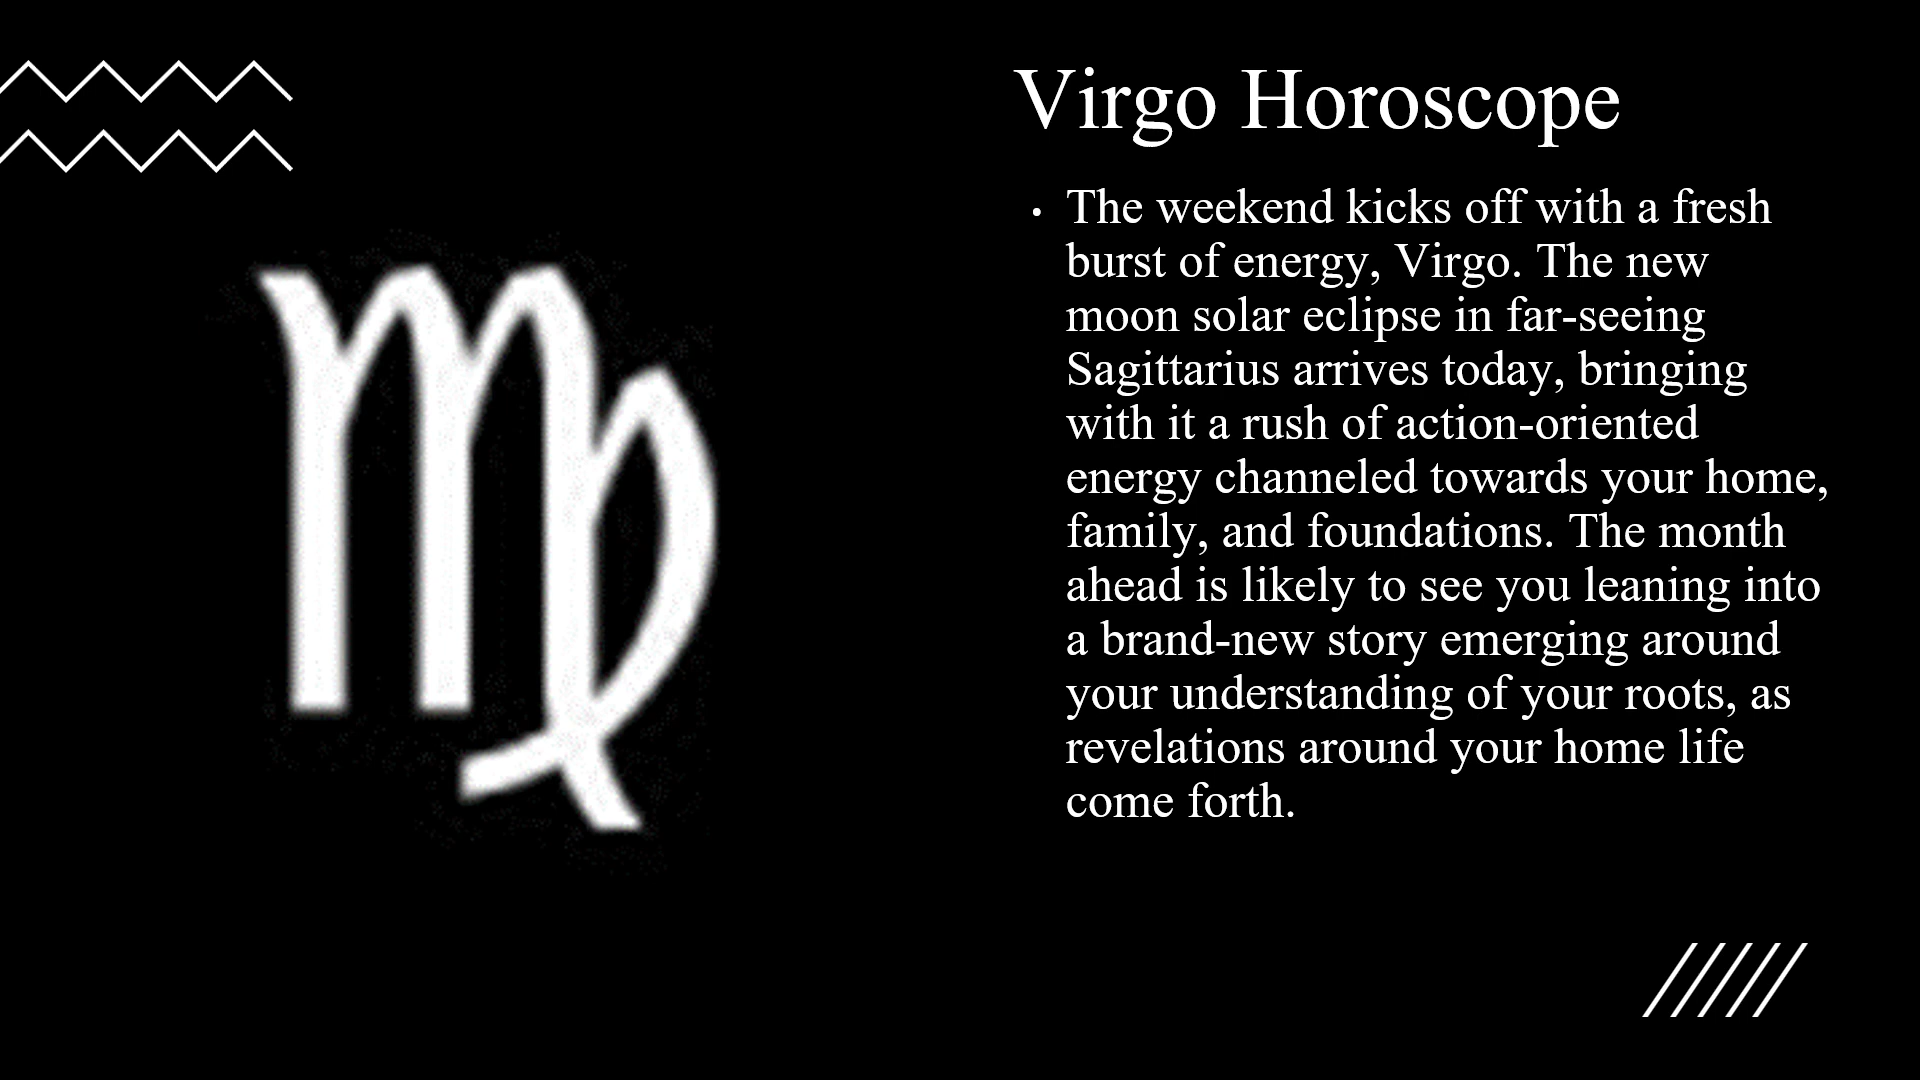 Virgo Horoscope
• The weekend kicks off with a fresh
burst of energy, Virgo. The new
moon solar eclipse in far-seeing
Sagittarius arrives today, bringing
with it a rush of action-oriented
energy channeled towards your home,
family, and foundations. The month
ahead is likely to see you leaning into
a brand-new story emerging around
your understanding of your roots, as
revelations around your home life
come forth.